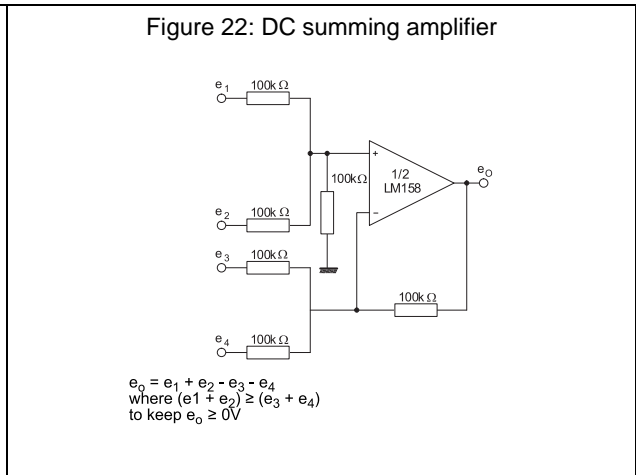 Figure 22: DC summing amplifier
e1 100kΩ
+
1/2
LM158
-
eO
100kΩ
e2 100kΩ
e3 100kΩ
100kΩ
e4 100kΩ
eo = e1 + e2 - e3 - e4
where (e1 + e2) ≥ (e3 + e4)
to keep eo ≥ 0V